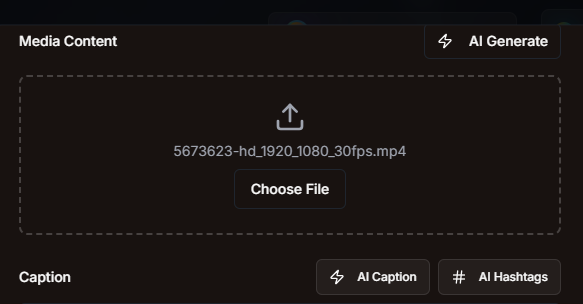 Media Content
AI Generate
5673623-hd_1920_1080_30fps.mp4
Choose File
Caption
AI Caption
AI Hashtags